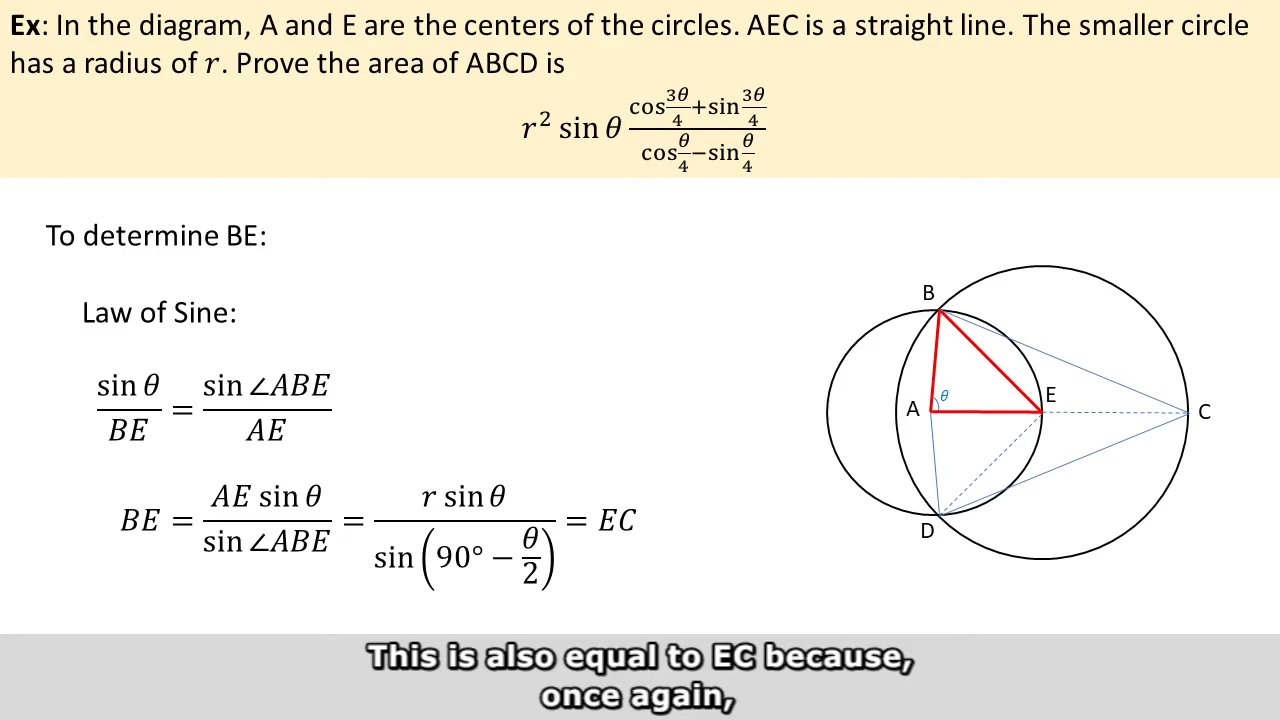 Ex: In the diagram, A and E are the centers of the circles. AEC is a straight line. The smaller circle
has a radius of 𝑟. Prove the area of ABCD is
𝑟² sin 𝜃 (cos 3𝜃/4 + sin 3𝜃/4)/(cos 𝜃/4 − sin 𝜃/4)
To determine BE:
Law of Sine:
sin 𝜃/𝐵𝐸 = sin ∠𝐴𝐵𝐸/𝐴𝐸
𝐵𝐸 = 𝐴𝐸 sin 𝜃/sin ∠𝐴𝐵𝐸 = 𝑟 sin 𝜃/sin(90° − 𝜃/2) = 𝐸𝐶
B
A
θ
E
C
D
This is also equal to EC because,
once again,